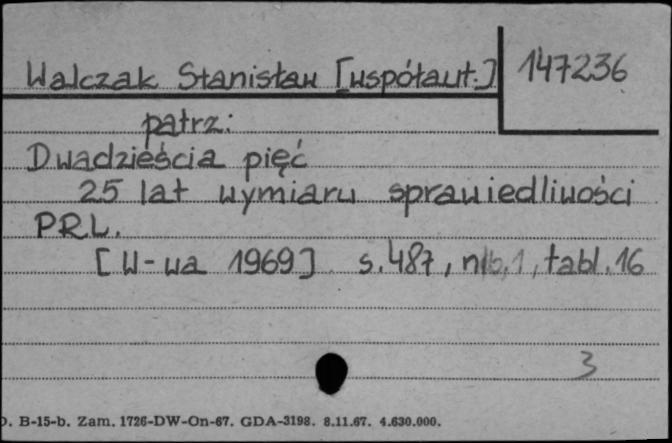 Walczak Stanisław [współaut.] 147236
patrz:
Dwadzieścia pięć
25 lat wymiaru sprawiedliwości
PRL.
[W-wa 1969] s. 487, nlb. 1, tabl. 16
3
D. B-15-b. Zam. 1726-DW-On-67. GDA-3198. 8.11.67. 4.630.000.